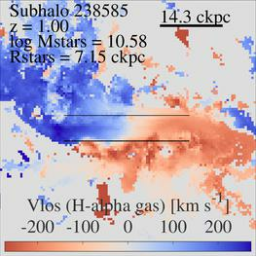 Subhalo 238585
14.3 ckpc
z = 1.00
log Mstars = 10.58
Rstars = 7.15 ckpc
Vlos (H-alpha gas) [km s⁻¹]
-200 -100 0 100 200